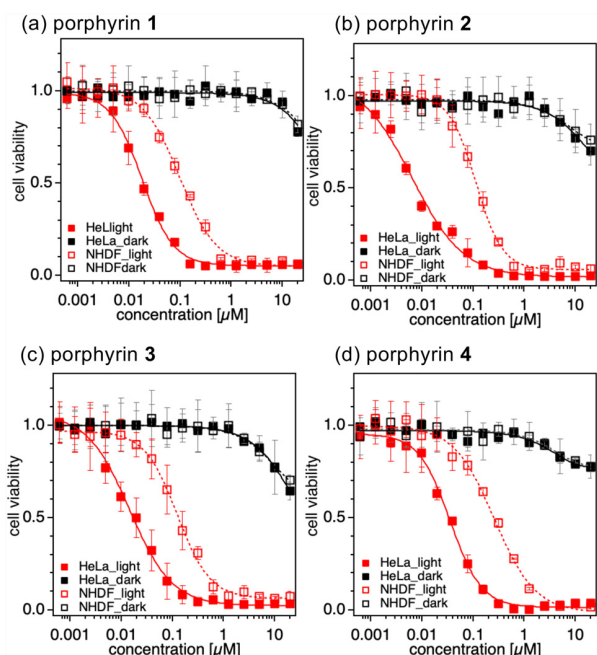 (a) porphyrin 1
cell viability
1.0
0.5
0.0
HeLlight
HeLa_dark
NHDF_light
NHDFdark
0.001 0.01 0.1 1 10
concentration [µM]
(b) porphyrin 2
cell viability
1.0
0.5
0.0
HeLa_light
HeLa_dark
NHDF_light
NHDF_dark
0.001 0.01 0.1 1 10
concentration [µM]
(c) porphyrin 3
cell viability
1.0
0.5
0.0
HeLa_light
HeLa_dark
NHDF_light
NHDF_dark
0.001 0.01 0.1 1 10
concentration [µM]
(d) porphyrin 4
cell viability
1.0
0.5
0.0
HeLa_light
HeLa_dark
NHDF_light
NHDF_dark
0.001 0.01 0.1 1 10
concentration [µM]